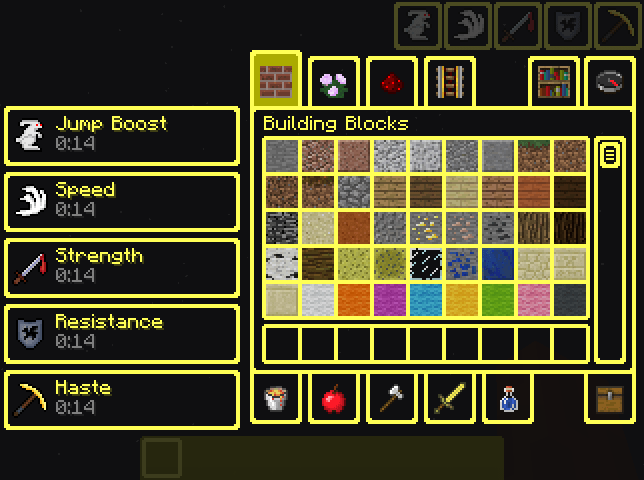 Building Blocks
Jump Boost
0:14
Speed
0:14
Strength
0:14
Resistance
0:14
Haste
0:14